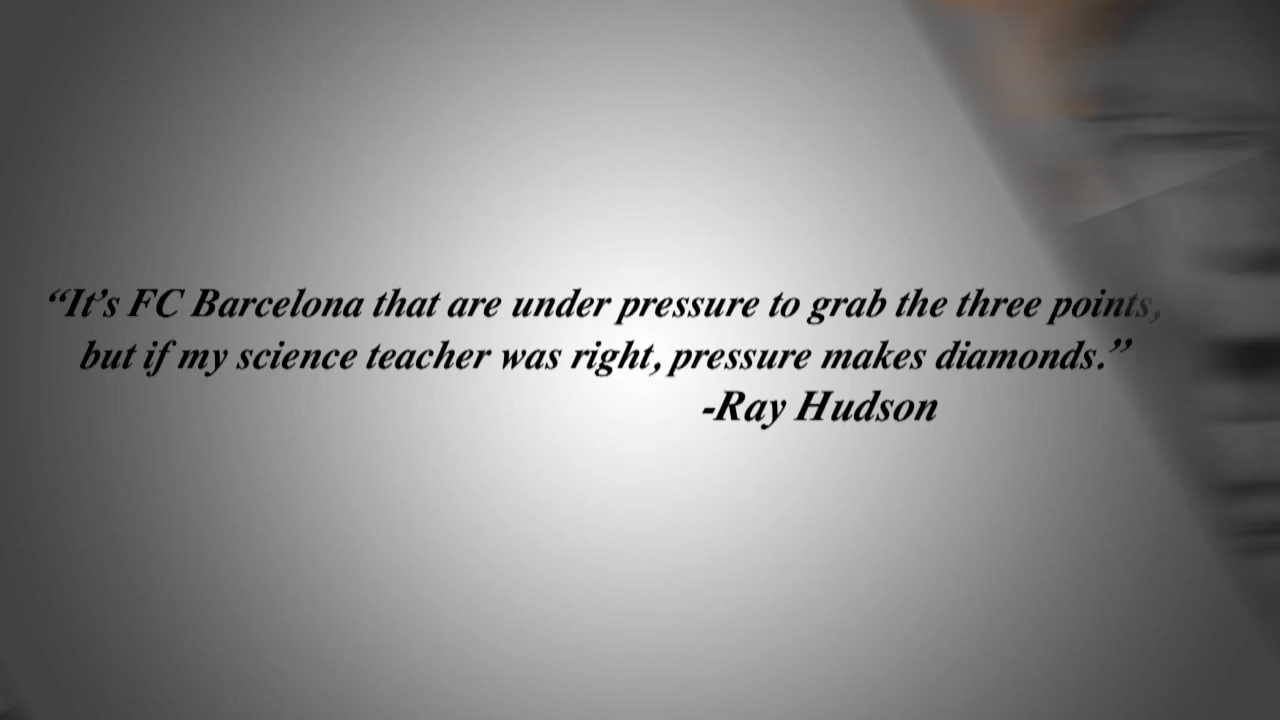 “It’s FC Barcelona that are under pressure to grab the three points,
but if my science teacher was right, pressure makes diamonds.”
-Ray Hudson